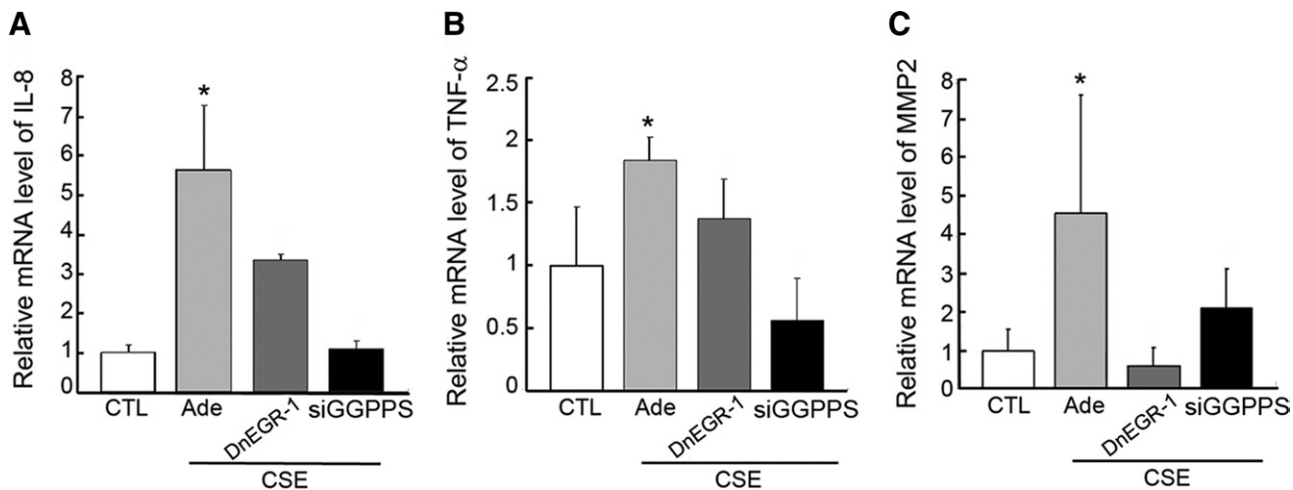 A
Relative mRNA level of IL-8
8
7
6
5
4
3
2
1
0
*
CTL
Ade
DnEGR-1
siGGPPS
CSE
B
Relative mRNA level of TNF-α
2.5
2
1.5
1
0.5
0
*
CTL
Ade
DnEGR-1
siGGPPS
CSE
C
Relative mRNA level of MMP2
8
7
6
5
4
3
2
1
0
*
CTL
Ade
DnEGR-1
siGGPPS
CSE